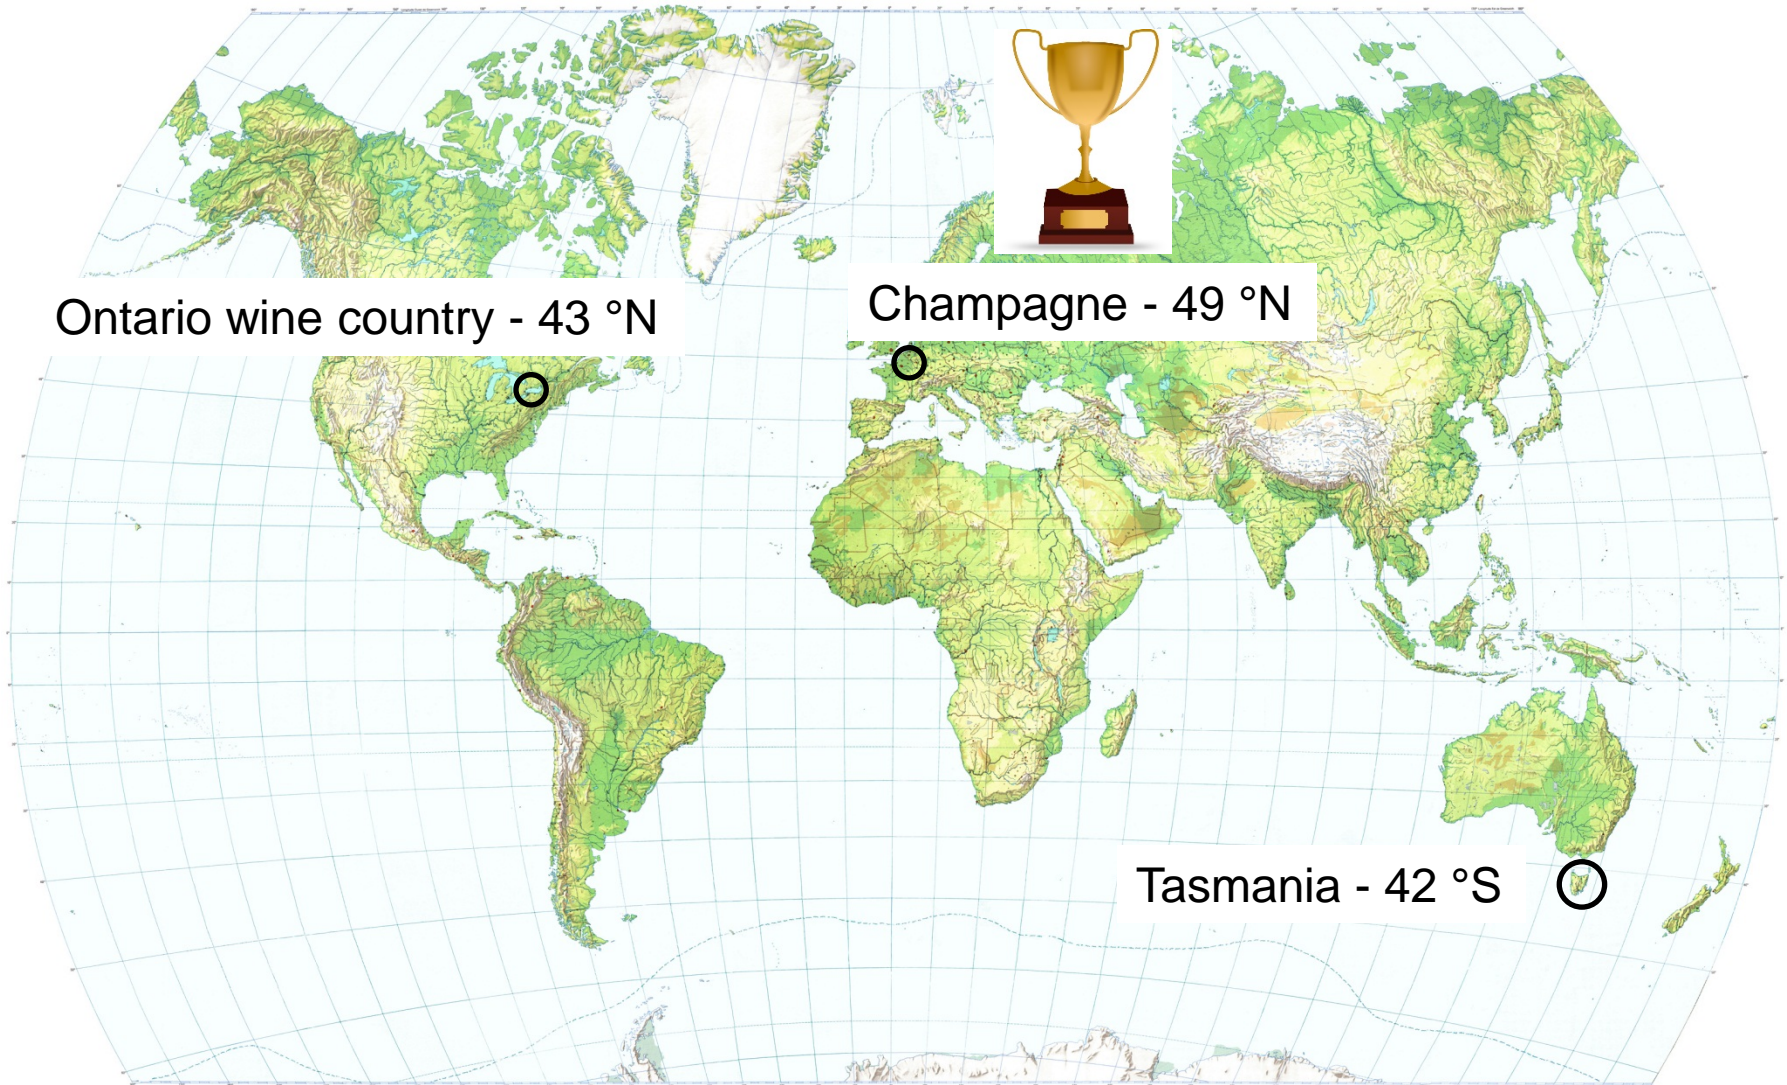 Ontario wine country - 43 °N
Champagne - 49 °N
Tasmania - 42 °S